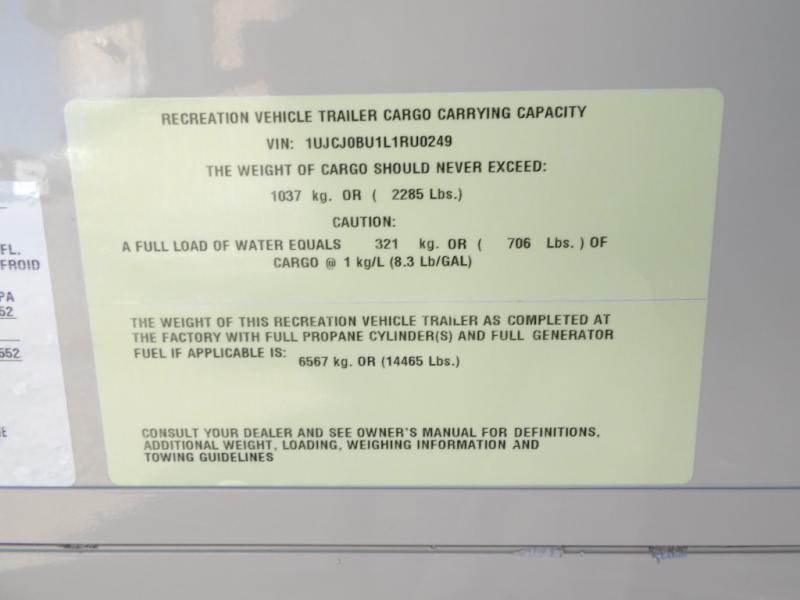 RECREATION VEHICLE TRAILER CARGO CARRYING CAPACITY
VIN: 1UJCJ0BU1L1RU0249
THE WEIGHT OF CARGO SHOULD NEVER EXCEED:
1037 kg. OR ( 2285 Lbs.)
CAUTION:
A FULL LOAD OF WATER EQUALS 321 kg. OR ( 706 Lbs. ) OF
CARGO @ 1 kg/L (8.3 Lb/GAL)
THE WEIGHT OF THIS RECREATION VEHICLE TRAILER AS COMPLETED AT
THE FACTORY WITH FULL PROPANE CYLINDER(S) AND FULL GENERATOR
FUEL IF APPLICABLE IS: 6567 kg. OR (14465 Lbs.)
CONSULT YOUR DEALER AND SEE OWNER'S MANUAL FOR DEFINITIONS,
ADDITIONAL WEIGHT, LOADING, WEIGHING INFORMATION AND
TOWING GUIDELINES
FL.
FROID
PA
52
552